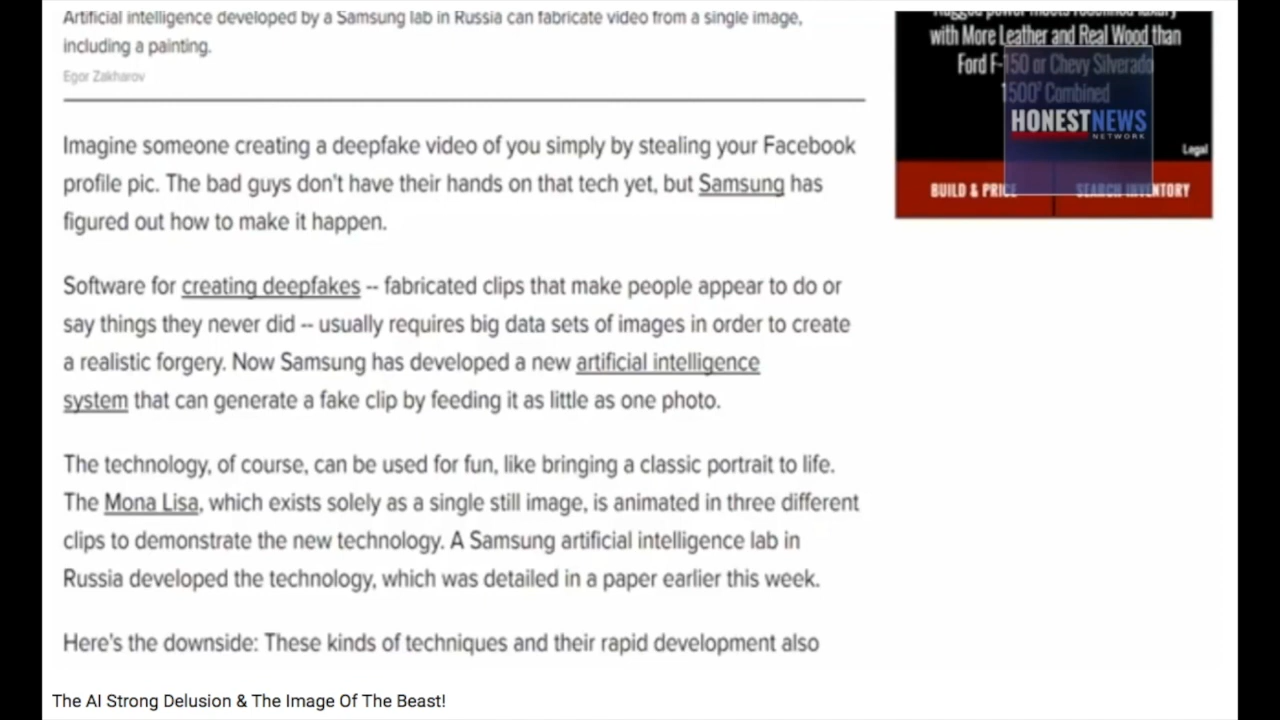 Artificial intelligence developed by a Samsung lab in Russia can fabricate video from a single image,
including a painting.
Egor Zakharov
Imagine someone creating a deepfake video of you simply by stealing your Facebook
profile pic. The bad guys don't have their hands on that tech yet, but Samsung has
figured out how to make it happen.
Software for creating deepfakes -- fabricated clips that make people appear to do or
say things they never did -- usually requires big data sets of images in order to create
a realistic forgery. Now Samsung has developed a new artificial intelligence
system that can generate a fake clip by feeding it as little as one photo.
The technology, of course, can be used for fun, like bringing a classic portrait to life.
The Mona Lisa, which exists solely as a single still image, is animated in three different
clips to demonstrate the new technology. A Samsung artificial intelligence lab in
Russia developed the technology, which was detailed in a paper earlier this week.
Here's the downside: These kinds of techniques and their rapid development also
Rugged power meets redefined luxury
with More Leather and Real Wood than
Ford F-150 or Chevy Silverado
1500² Combined
HONESTNEWS
NETWORK
Legal
BUILD & PRICE
SEARCH INVENTORY
The AI Strong Delusion & The Image Of The Beast!